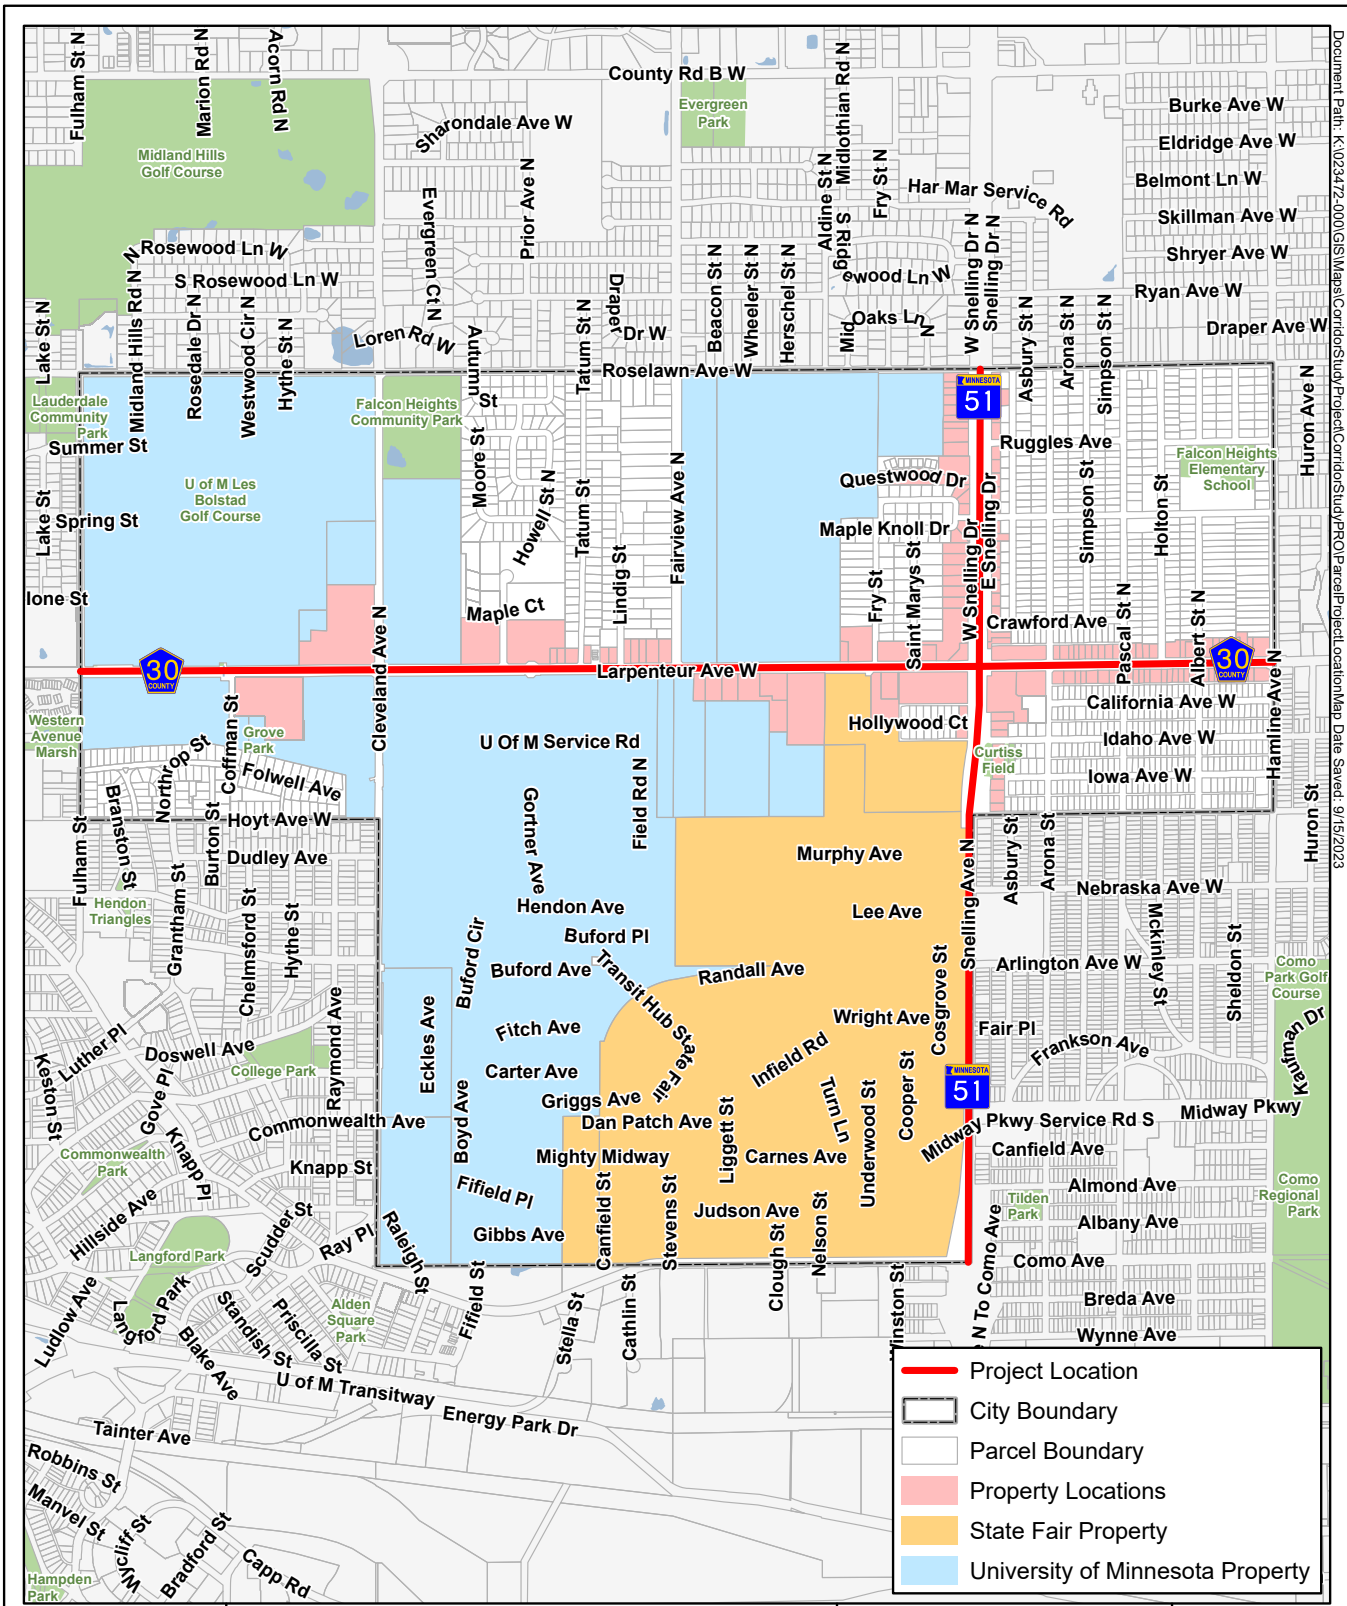 Document Path: K:\023472-000\GIS\Maps\CorridorStudyProject\CorridorStudyPRO\ParcelProjectLocationMap Date Saved: 9/15/2023
Fulham St N
Marion Rd N
Acorn Rd N
County Rd B W
Midlothian Rd N
Evergreen
Park
Burke Ave W
Sharondale Ave W
Eldridge Ave W
Midland Hills
Golf Course
Belmont Ln W
Evergreen Ct N
Prior Ave N
Aldine St N
Fry St N
Har Mar Service Rd
Skillman Ave W
N
Rosewood Ln W
S Ridg
ewood Ln W
Shryer Ave W
S Rosewood Ln W
Ryan Ave W
Lake St N
Midland Hills Rd N
Rosedale Dr N
Westwood Cir N
Hythe St N
Loren Rd W
Autumn
St
Tatum St N
Draper
Dr W
Beacon St N
Wheeler St N
Herschel St N
Mid
Oaks Ln
N
W Snelling Dr N
Snelling Dr N
Asbury St N
Arona St N
Simpson St N
Draper Ave W
Roselawn Ave W
Huron Ave N
MINNESOTA
51
Lauderdale
Community
Park
Falcon Heights
Community Park
Summer St
Ruggles Ave
Falcon Heights
Elementary
School
Moore St
Questwood Dr
U of M Les
Bolstad
Golf Course
Lake St
Spring St
Howell St N
Tatum St
Fairview Ave N
Maple Knoll Dr
E Snelling Dr
W Snelling Dr
Simpson St
Holton St
lone St
Maple Ct
Lindig St
Fry St
Saint Marys St
Crawford Ave
Pascal St N
Albert St N
Cleveland Ave N
30
COUNTY
Larpenteur Ave W
30
COUNTY
Hamline Ave N
Western
Avenue
Marsh
Coffman St
Grove
Park
U Of M Service Rd
Hollywood Ct
California Ave W
Curtiss
Field
Idaho Ave W
Northrop St
Folwell Ave
Iowa Ave W
Branston St
Burton St
Hoyt Ave W
Gortner Ave
Field Rd N
Huron St
Fulham St
Dudley Ave
Murphy Ave
Snelling Ave N
Asbury St
Arona St
Nebraska Ave W
Hendon
Triangles
Grantham St
Chelmsford St
Hythe St
Hendon Ave
Lee Ave
Mckinley St
Sheldon St
Buford Cir
Buford Pl
Buford Ave
Transit Hub
State Fair
Randall Ave
Cosgrove St
Arlington Ave W
Como
Park Golf
Course
Luther Pl
Raymond Ave
Eckles Ave
Fitch Ave
Wright Ave
Fair Pl
Frankson Ave
Kaufman Dr
Keston St
Doswell Ave
Gove Pl
College Park
Carter Ave
Infield Rd
Turn Ln
Underwood St
Cooper St
MINNESOTA
51
Griggs Ave
Commonwealth Ave
Boyd Ave
Dan Patch Ave
Liggett St
Midway Pkwy Service Rd S
Midway Pkwy
Commonwealth
Park
Knapp Pl
Knapp St
Mighty Midway
Carnes Ave
Canfield Ave
Fifield Pl
Canfield St
Stevens St
Almond Ave
Como
Regional
Park
Hillside Ave
Scudder St
Judson Ave
Tilden
Park
Albany Ave
Langford Park
Ray Pl
Raleigh St
Gibbs Ave
Clough St
Nelson St
Como Ave
Ludlow Ave
Langford Park
Standish St
Priscilla St
Alden
Square
Park
Fifield St
Stella St
Cathlin St
Winston St
N To Como Ave
Breda Ave
Blake Ave
Wynne Ave
U of M Transitway
Energy Park Dr
Tainter Ave
Robbins St
Manvel St
Wycliff St
Bradford St
Capp Rd
Hampden
Park
Project Location
City Boundary
Parcel Boundary
Property Locations
State Fair Property
University of Minnesota Property